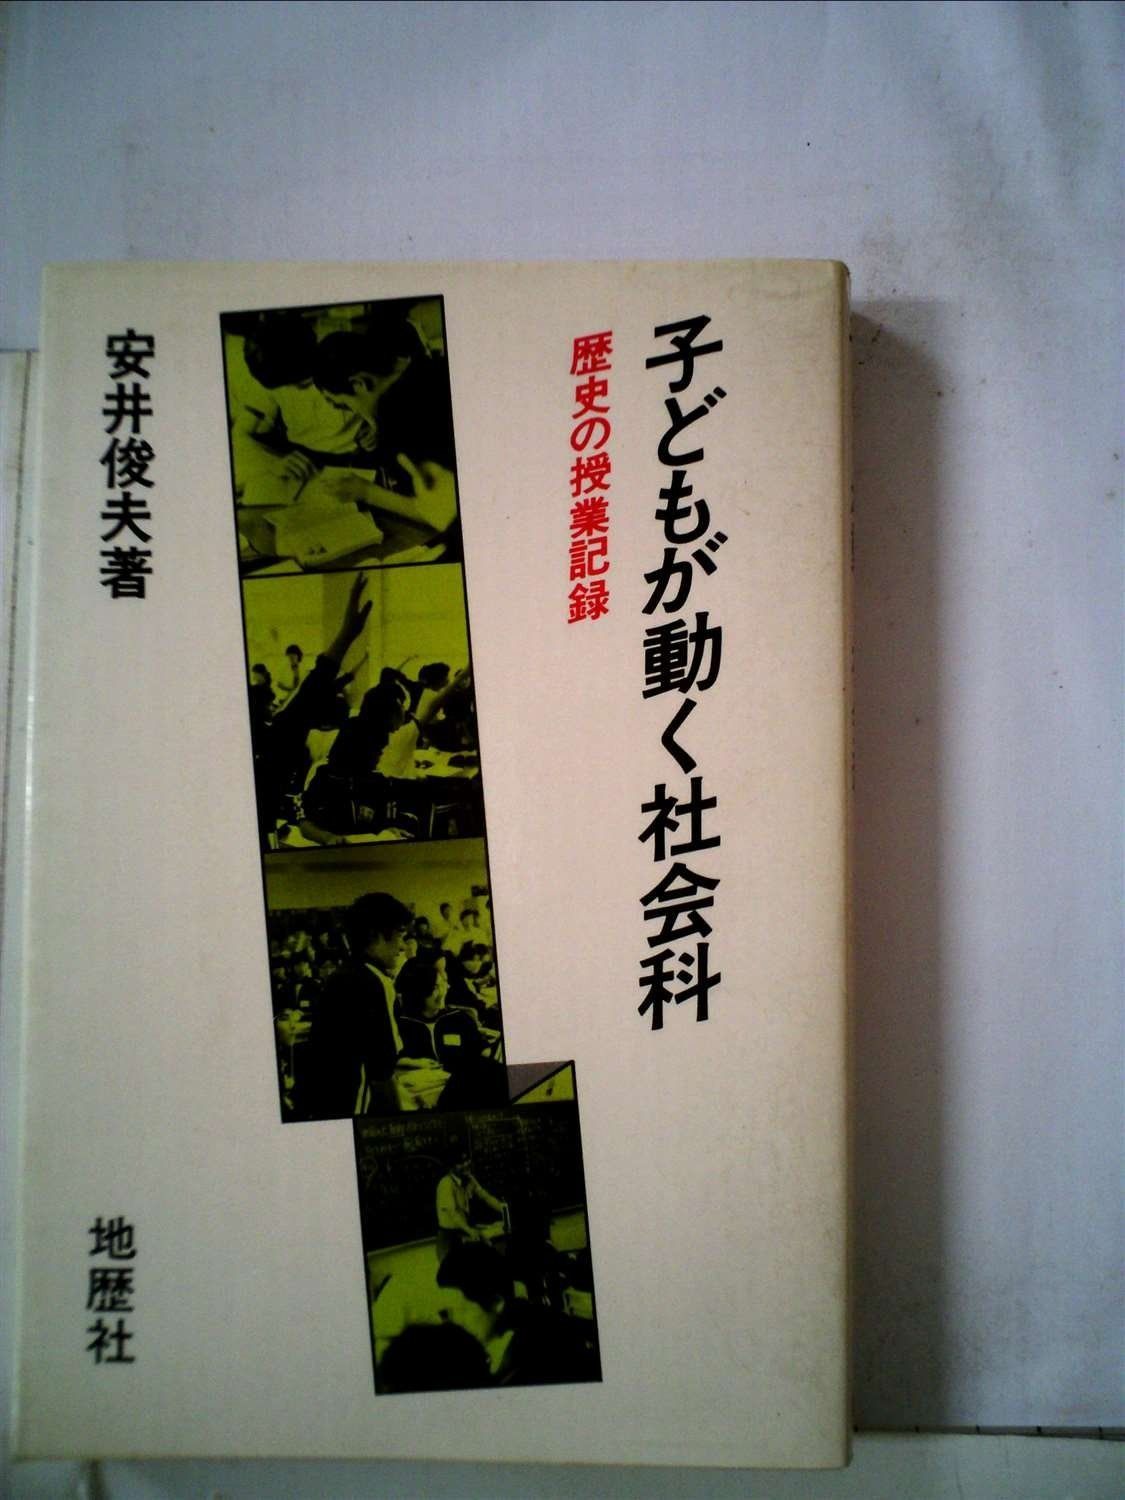 子どもが動く社会科
歴史の授業記録
安井俊夫著
地歴社